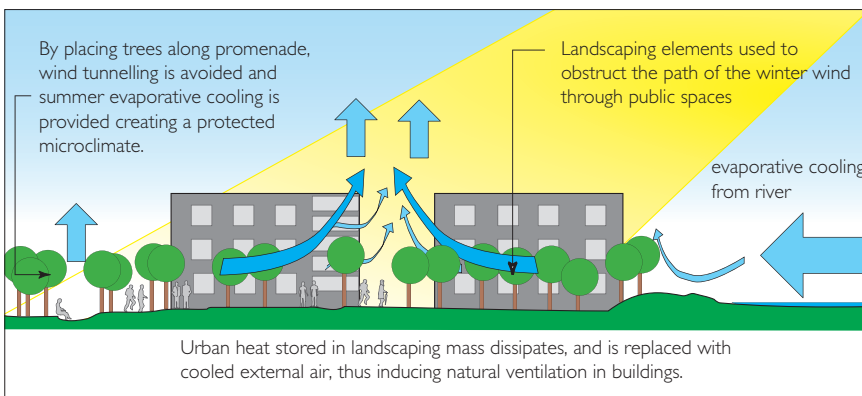 By placing trees along promenade,
wind tunnelling is avoided and
summer evaporative cooling is
provided creating a protected
microclimate.
Landscaping elements used to
obstruct the path of the winter wind
through public spaces
evaporative cooling
from river
Urban heat stored in landscaping mass dissipates, and is replaced with
cooled external air, thus inducing natural ventilation in buildings.